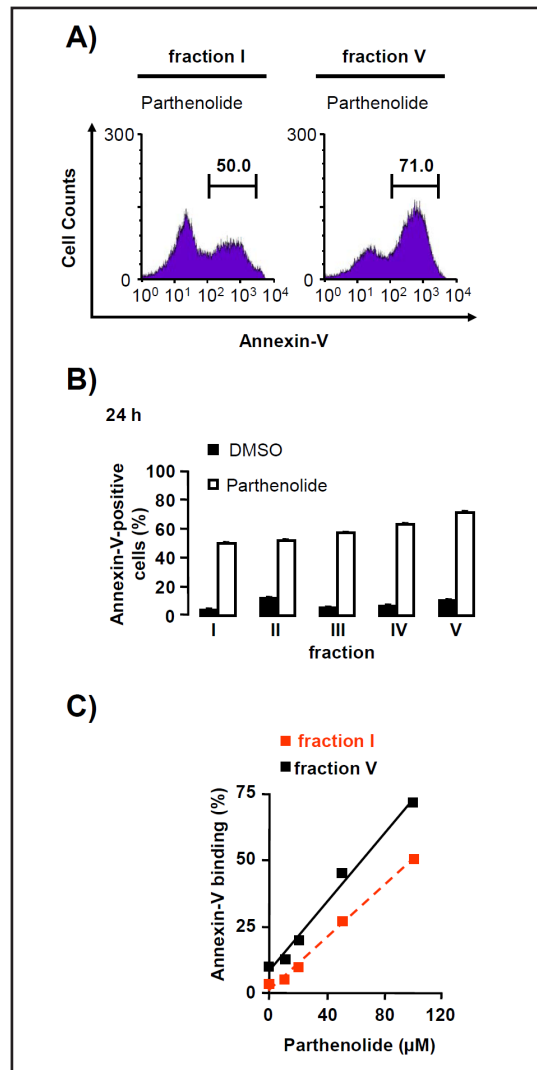 A)
fraction I fraction V
Parthenolide Parthenolide
300 300
50.0 71.0
Cell Counts
0 0
10⁰ 10¹ 10² 10³ 10⁴ 10⁰ 10¹ 10² 10³ 10⁴
Annexin-V
B)
24 h
DMSO
Parthenolide
Annexin-V-positive
cells (%)
100
80
60
40
20
0
I II III IV V
fraction
C)
fraction I
fraction V
Annexin-V binding (%)
75
50
25
0
0 40 80 120
Parthenolide (µM)